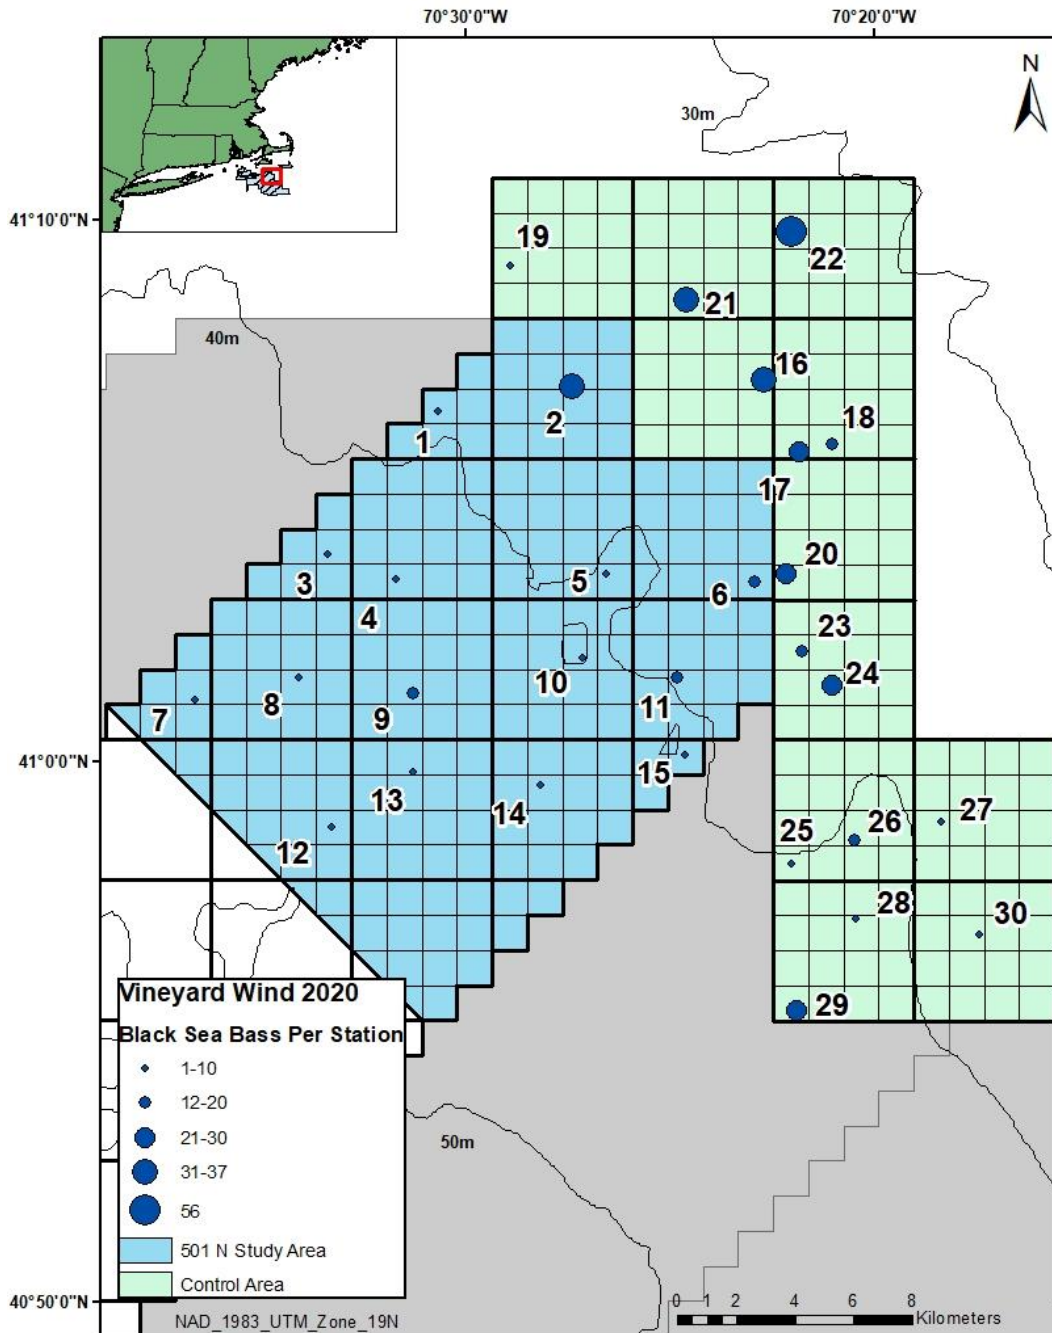 70°30'0"W
70°20'0"W
N
30m
41°10'0"N
19
22
21
40m
16
2
18
1
17
20
3
5
6
4
23
10
24
8
7
9
11
41°0'0"N
15
13
14
27
26
25
12
28
30
29
Vineyard Wind 2020
Black Sea Bass Per Station
1-10
12-20
21-30
31-37
56
501 N Study Area
Control Area
50m
40°50'0"N
NAD_1983_UTM_Zone_19N
0 1 2 4 6 8
Kilometers